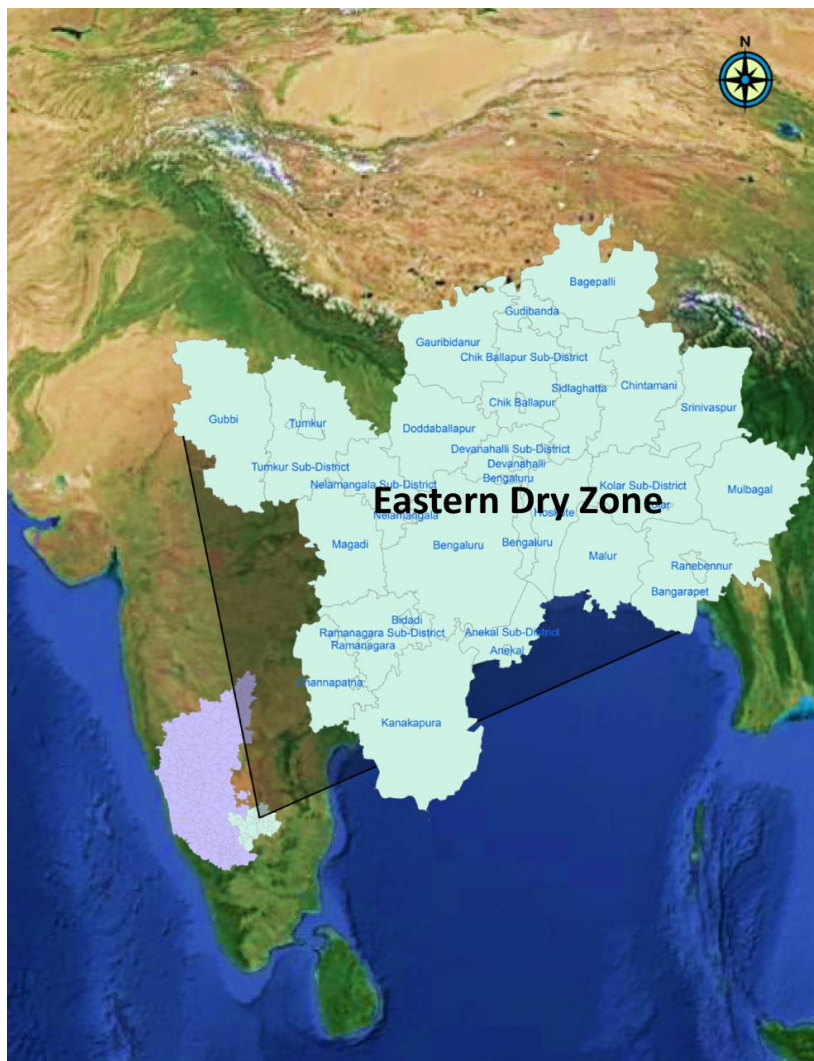 N
Bagepalli
Gudibanda
Gauribidanur
Chik Ballapur Sub-District
Sidlaghatta
Chintamani
Srinivaspur
Chik Ballapur
Gubbi
Tumkur
Doddaballapur
Devanahalli Sub-District
Devanahalli
Tumkur Sub-District
Bengaluru
Nelamangala Sub-District
Kolar Sub-District
Mulbagal
Eastern Dry Zone
Hoskote
Nelamangala
Magadi
Bengaluru
Bengaluru
Malur
Ranebennur
Bangarapet
Bidadi
Ramanagara Sub-District
Anekal Sub-District
Ramanagara
Anekal
Channapatna
Kanakapura